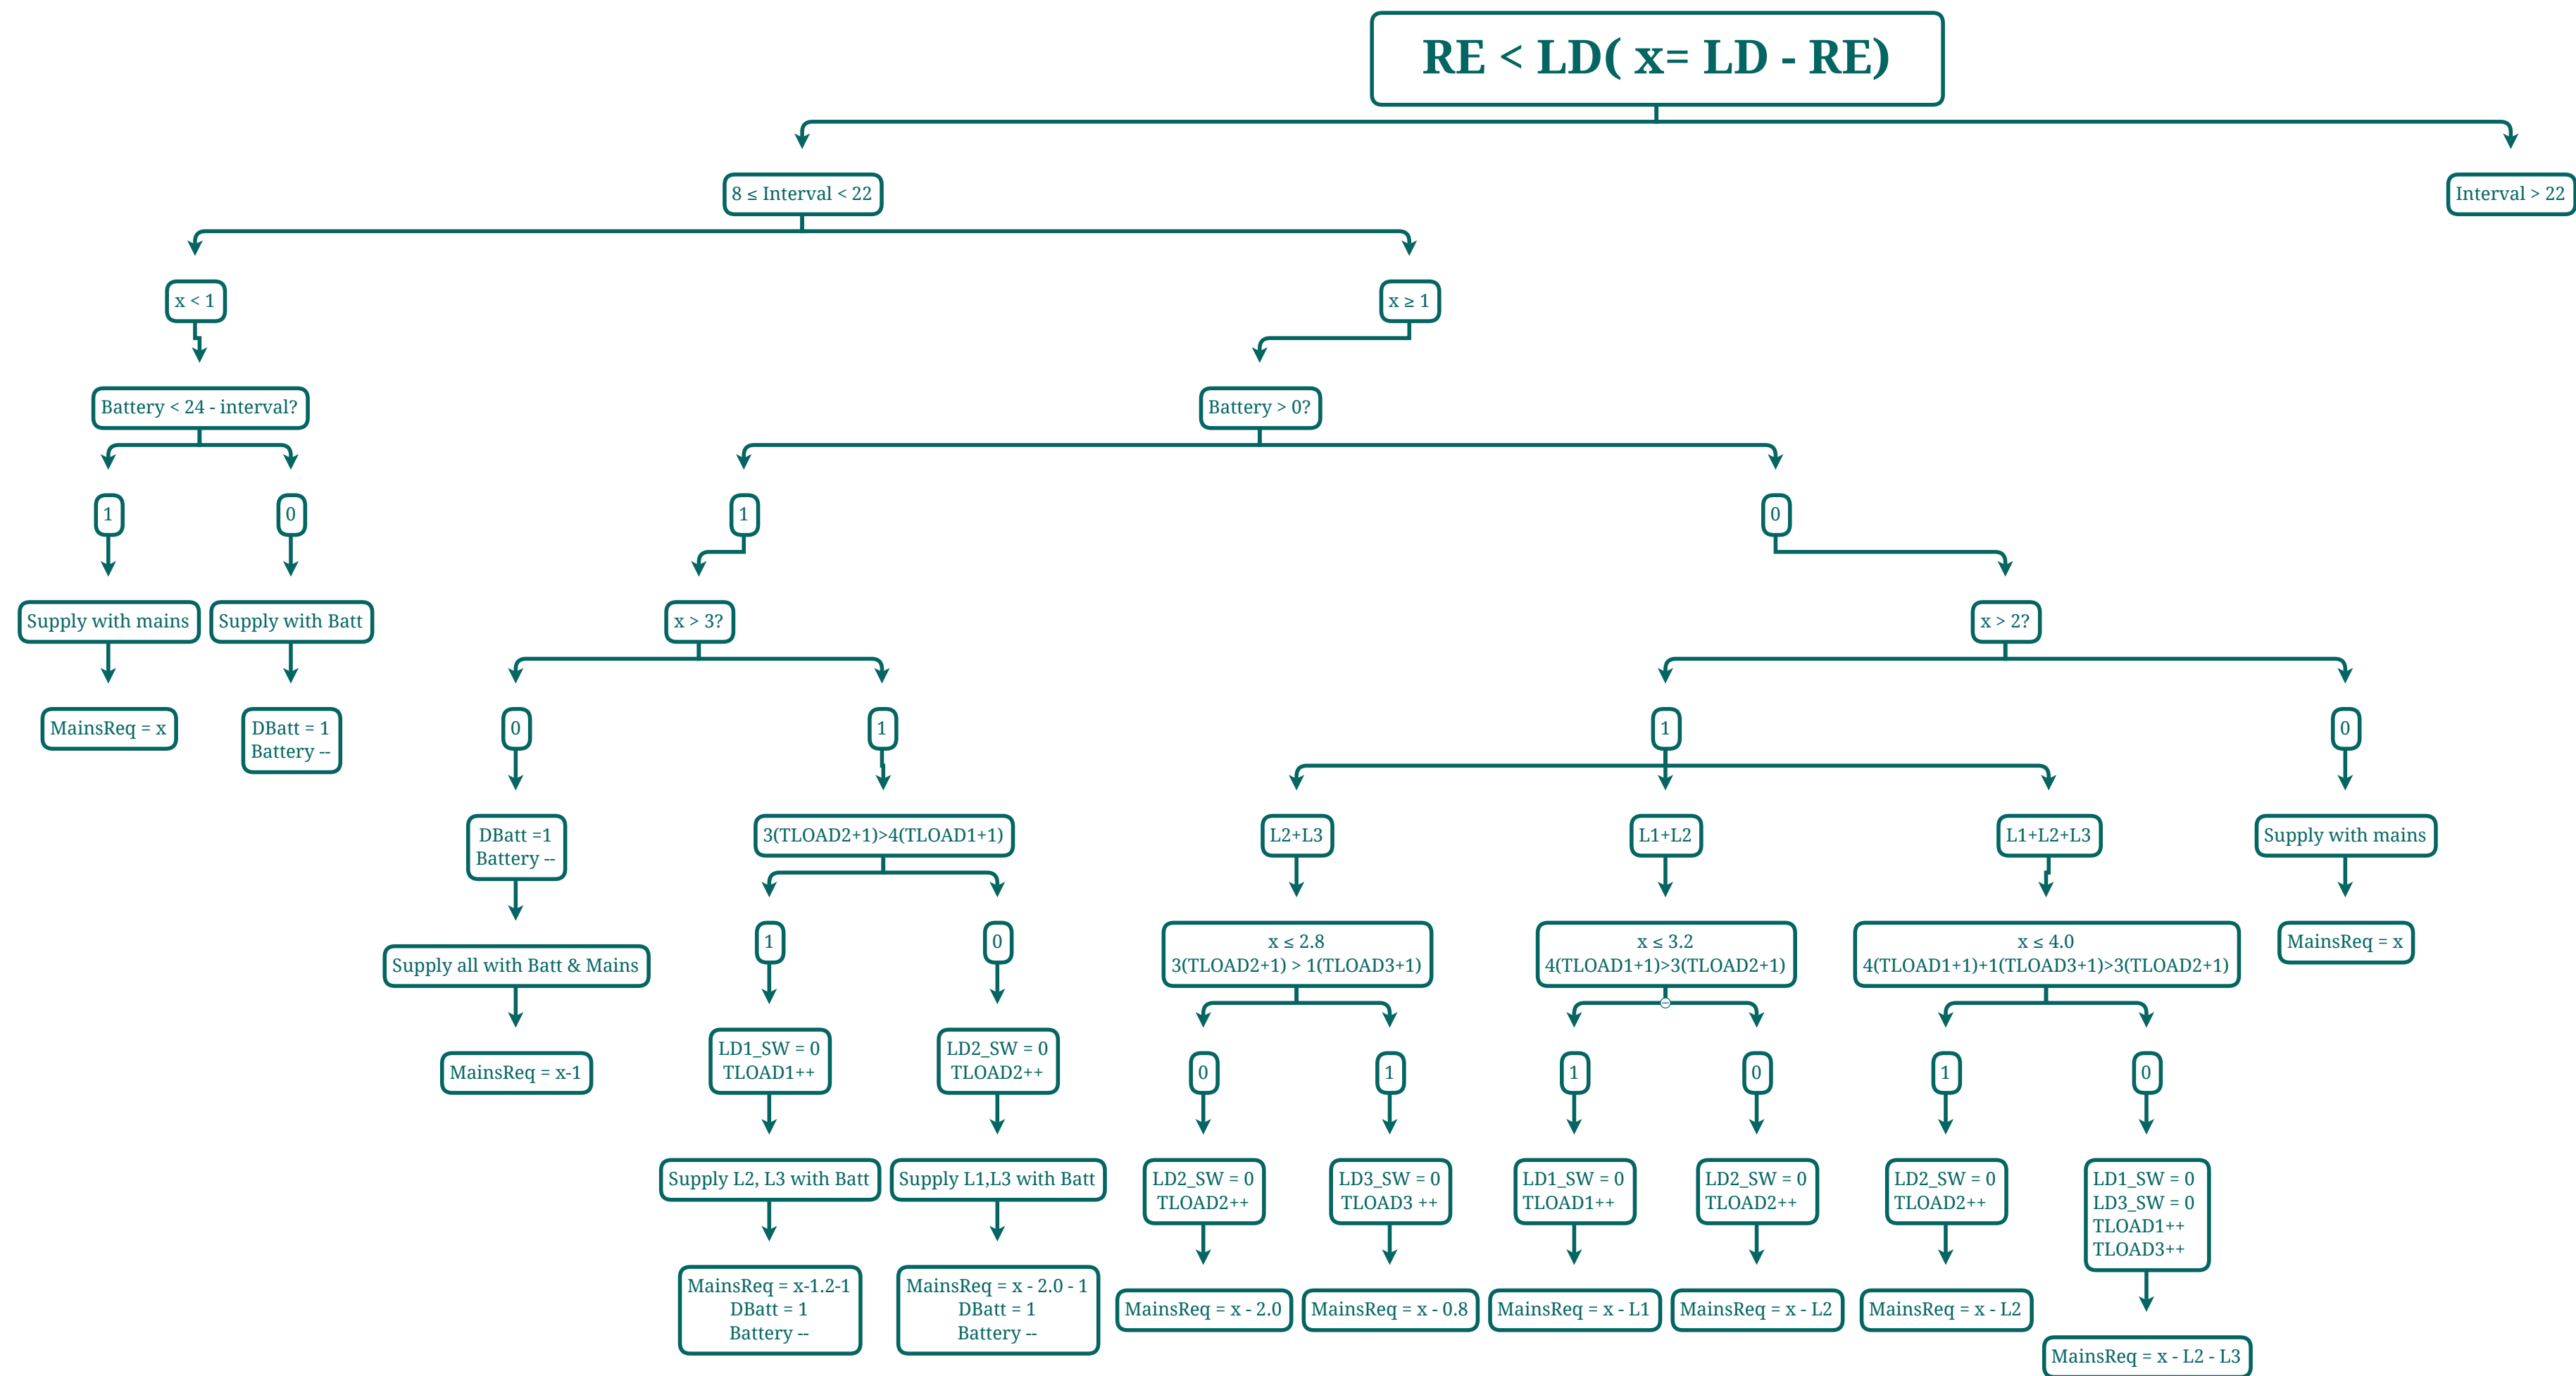 RE < LD( x= LD - RE)
8 ≤ Interval < 22
Interval > 22
x < 1
x ≥ 1
Battery < 24 - interval?
Battery > 0?
1
0
1
0
Supply with mains
Supply with Batt
x > 3?
x > 2?
MainsReq = x
DBatt = 1
Battery --
0
1
1
0
DBatt =1
Battery --
3(TLOAD2+1)>4(TLOAD1+1)
L2+L3
L1+L2
L1+L2+L3
Supply with mains
Supply all with Batt & Mains
1
0
x ≤ 2.8
3(TLOAD2+1) > 1(TLOAD3+1)
x ≤ 3.2
4(TLOAD1+1)>3(TLOAD2+1)
x ≤ 4.0
4(TLOAD1+1)+1(TLOAD3+1)>3(TLOAD2+1)
MainsReq = x
MainsReq = x-1
LD1_SW = 0
TLOAD1++
LD2_SW = 0
TLOAD2++
0
1
1
0
1
0
Supply L2, L3 with Batt
Supply L1,L3 with Batt
LD2_SW = 0
TLOAD2++
LD3_SW = 0
TLOAD3 ++
LD1_SW = 0
TLOAD1++
LD2_SW = 0
TLOAD2++
LD2_SW = 0
TLOAD2++
LD1_SW = 0
LD3_SW = 0
TLOAD1++
TLOAD3++
MainsReq = x-1.2-1
DBatt = 1
Battery --
MainsReq = x - 2.0 - 1
DBatt = 1
Battery --
MainsReq = x - 2.0
MainsReq = x - 0.8
MainsReq = x - L1
MainsReq = x - L2
MainsReq = x - L2
MainsReq = x - L2 - L3